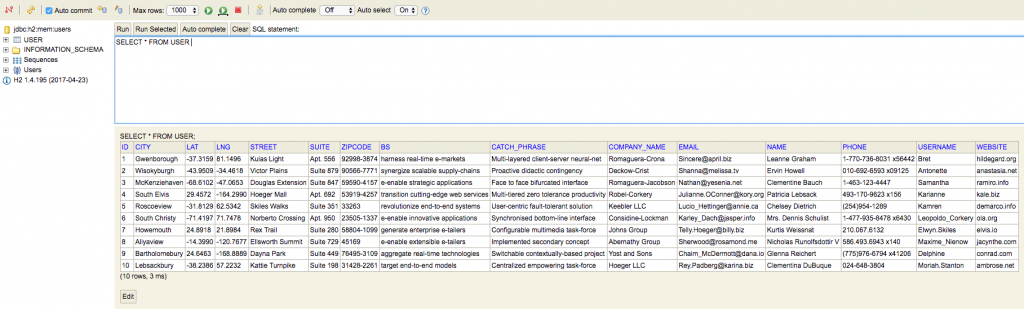 Auto commit Max rows: 1000 Auto complete Off Auto select On
jdbc:h2:mem:users
USER
INFORMATION_SCHEMA
Sequences
Users
H2 1.4.195 (2017-04-23)
Run Run Selected Auto complete Clear SQL statement:
SELECT * FROM USER
SELECT * FROM USER;
ID CITY LAT LNG STREET SUITE ZIPCODE BS CATCH_PHRASE COMPANY_NAME EMAIL NAME PHONE USERNAME WEBSITE
1 Gwenborough -37.3159 81.1496 Kulas Light Apt. 556 92998-3874 harness real-time e-markets Multi-layered client-server neural-net Romaguera-Crona Sincere@april.biz Leanne Graham 1-770-736-8031 x56442 Bret hildegard.org
2 Wisokyburgh -43.9509 -34.4618 Victor Plains Suite 879 90566-7771 synergize scalable supply-chains Proactive didactic contingency Deckow-Crist Shanna@melissa.tv Ervin Howell 010-692-6593 x09125 Antonette anastasia.net
3 McKenziehaven -68.6102 -47.0653 Douglas Extension Suite 847 59590-4157 e-enable strategic applications Face to face bifurcated interface Romaguera-Jacobson Nathan@yesenia.net Clementine Bauch 1-463-123-4447 Samantha ramiro.info
4 South Elvis 29.4572 -164.2990 Hoeger Mall Apt. 692 53919-4257 transition cutting-edge web services Multi-tiered zero tolerance productivity Robel-Corkery Julianne.OConner@kory.org Patricia Lebsack 493-170-9623 x156 Karianne kale.biz
5 Roscoeview -31.8129 62.5342 Skiles Walks Suite 351 33263 revolutionize end-to-end systems User-centric fault-tolerant solution Keebler LLC Lucio_Hettinger@annie.ca Chelsey Dietrich (254)954-1289 Kamren demarco.info
6 South Christy -71.4197 71.7478 Norberto Crossing Apt. 950 23505-1337 e-enable innovative applications Synchronised bottom-line interface Considine-Lockman Karley_Dach@jasper.info Mrs. Dennis Schulist 1-477-935-8478 x6430 Leopoldo_Corkery ola.org
7 Howemouth 24.8918 21.8984 Rex Trail Suite 280 58804-1099 generate enterprise e-tailers Configurable multimedia task-force Johns Group Telly.Hoeger@billy.biz Kurtis Weissnat 210.067.6132 Elwyn.Skiles elvis.io
8 Aliyaview -14.3990 -120.7677 Ellsworth Summit Suite 729 45169 e-enable extensible e-tailers Implemented secondary concept Abernathy Group Sherwood@rosamond.me Nicholas Runolfsdottir V 586.493.6943 x140 Maxime_Nienow jacynthe.com
9 Bartholomebury 24.6463 -168.8889 Dayna Park Suite 449 76495-3109 aggregate real-time technologies Switchable contextually-based project Yost and Sons Chaim_McDermott@dana.io Glenna Reichert (775)976-6794 x41206 Delphine conrad.com
10 Lebsackbury -38.2386 57.2232 Kattie Turnpike Suite 198 31428-2261 target end-to-end models Centralized empowering task-force Hoeger LLC Rey.Padberg@karina.biz Clementina DuBuque 024-648-3804 Moriah.Stanton ambrose.net
(10 rows, 3 ms)
Edit